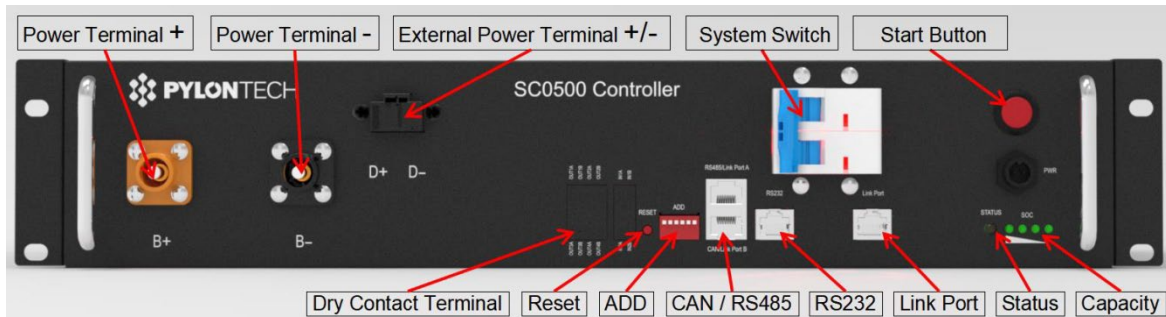 Power Terminal +
Power Terminal -
External Power Terminal +/-
System Switch
Start Button
PYLONTECH
SC0500 Controller
D+ D-
B+
B-
RESET
ADD
RS485/Link Port A
CAN/Link Port B
RS232
Link Port
PWR
STATUS
SOC
Dry Contact Terminal
Reset
ADD
CAN / RS485
RS232
Link Port
Status
Capacity